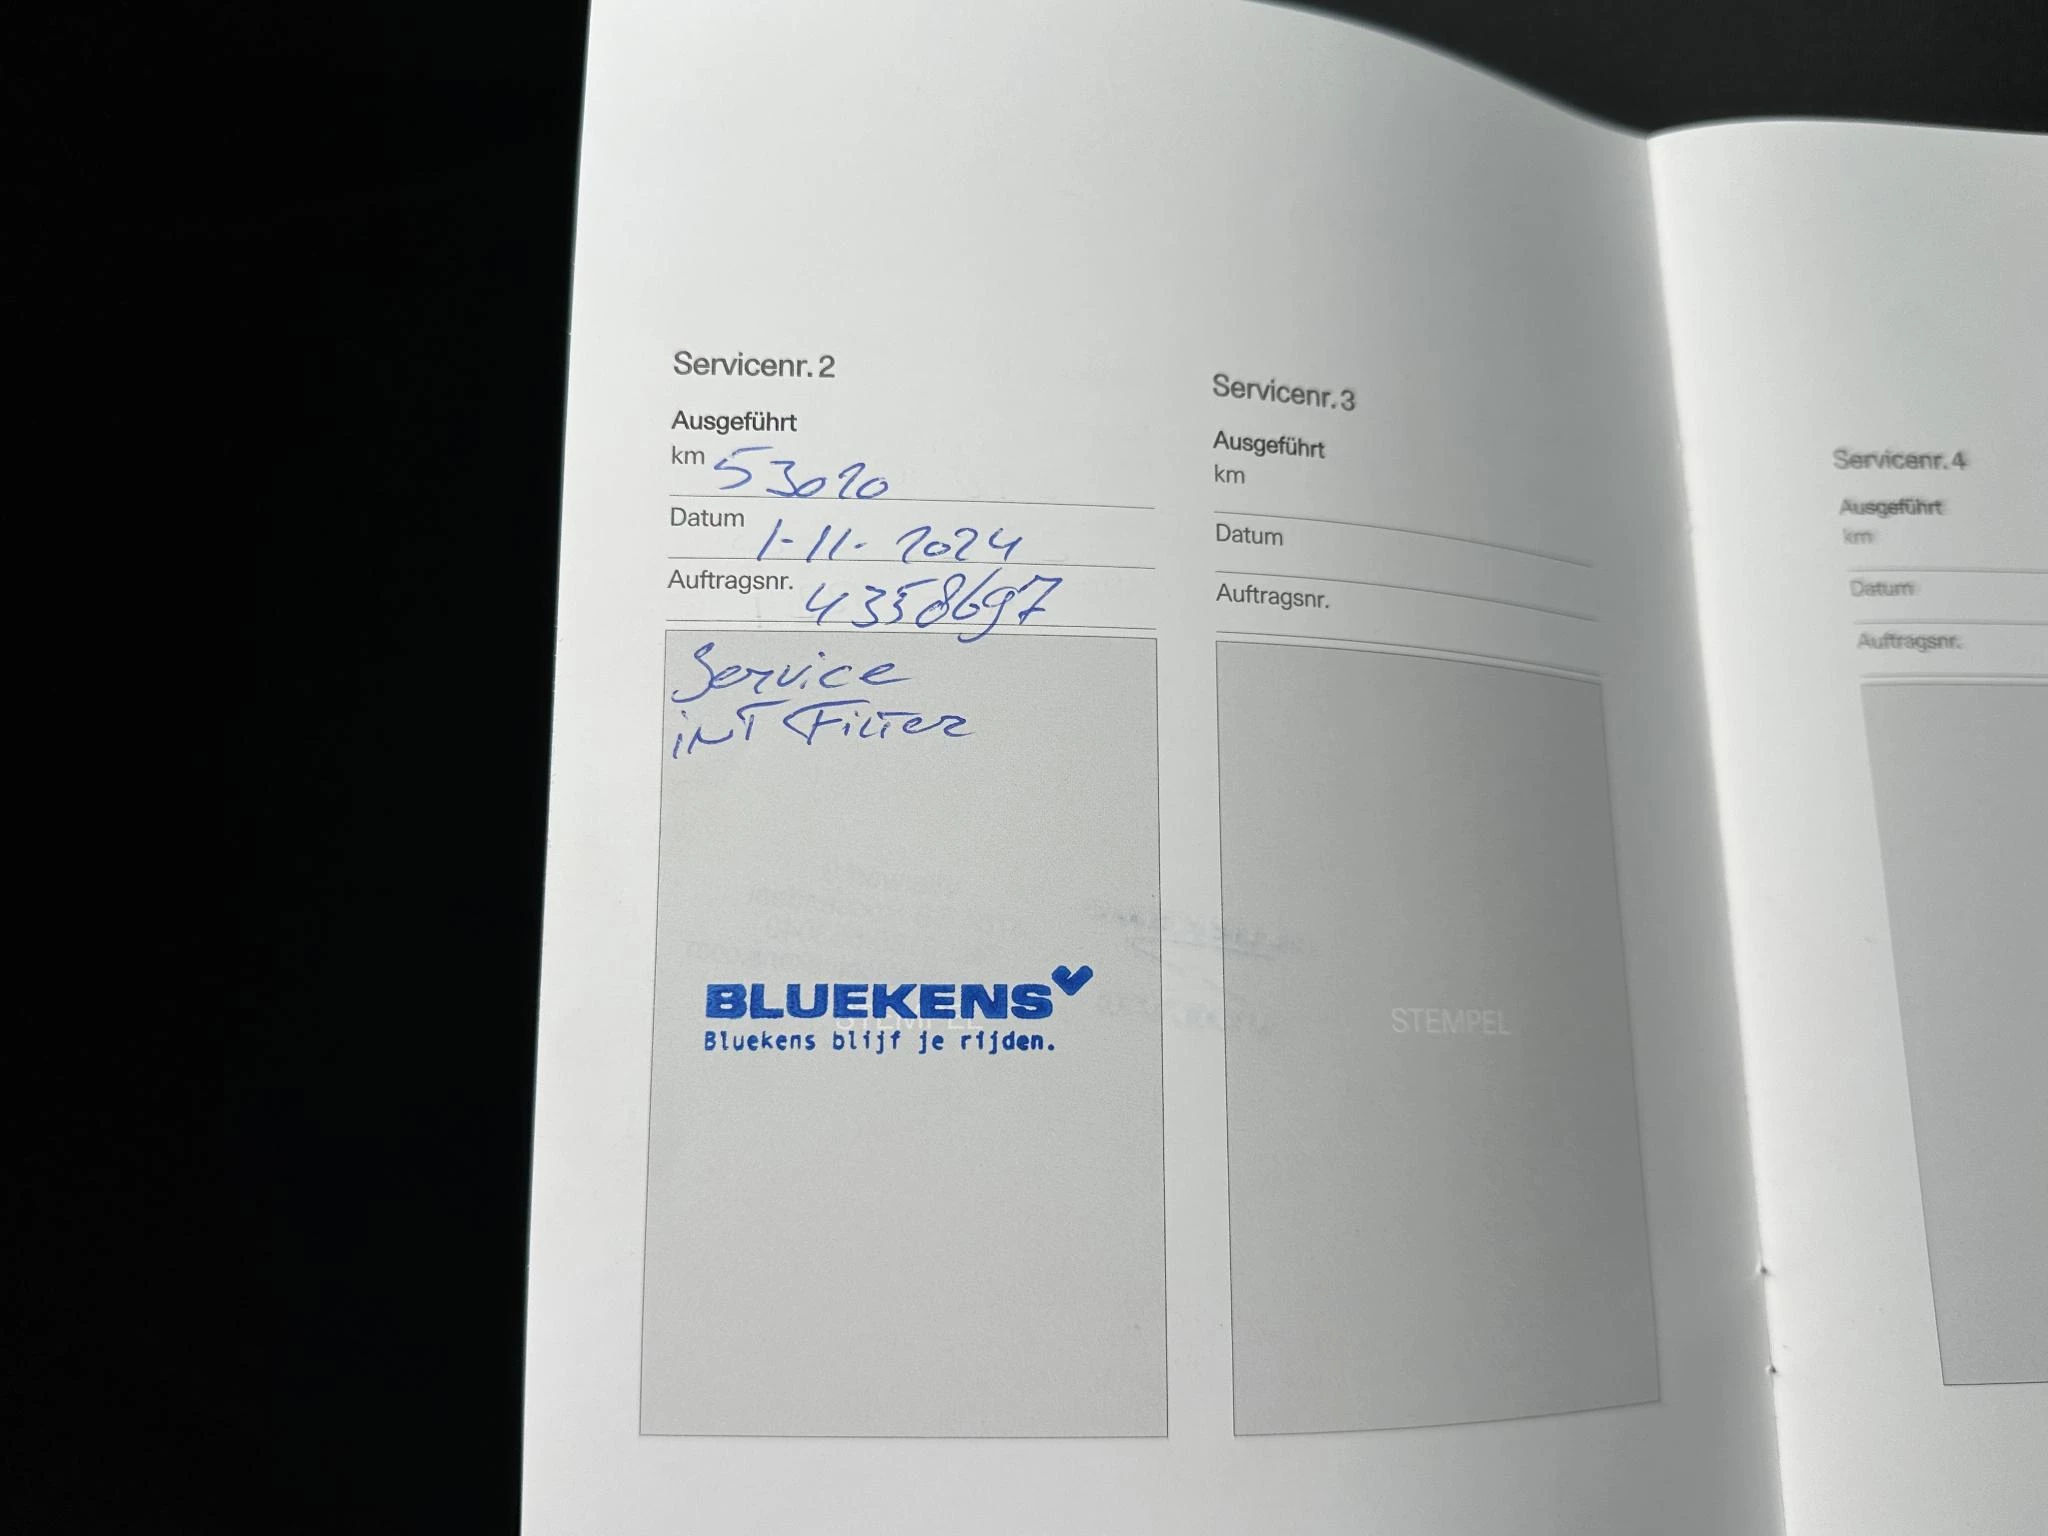 Servicenr. 2
Ausgeführt
km 53020
Datum 1-11-2024
Auftragsnr. 4358697
Service
iNT Filter
STEMPEL
BLUEKENS
Bluekens blijf je rijden.
Servicenr. 3
Ausgeführt
km
Datum
Auftragsnr.
STEMPEL
Servicenr. 4
Ausgeführt
km
Datum
Auftragsnr.